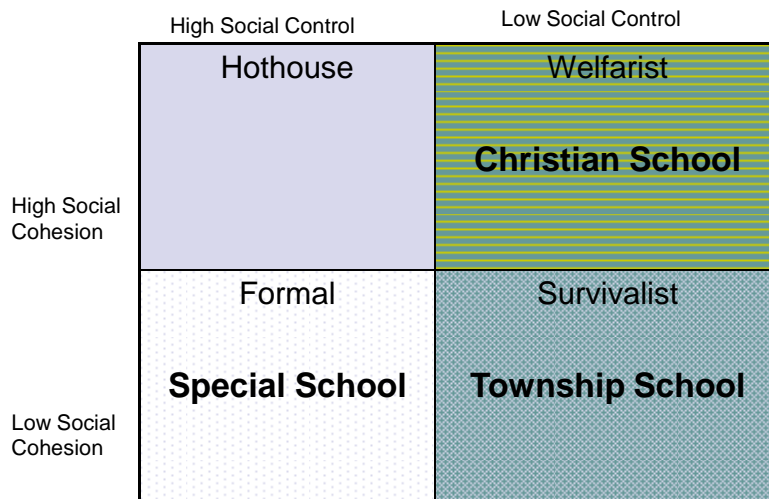 High Social Control
Low Social Control
Hothouse
Welfarist
Christian School
High Social
Cohesion
Formal
Survivalist
Special School
Township School
Low Social
Cohesion